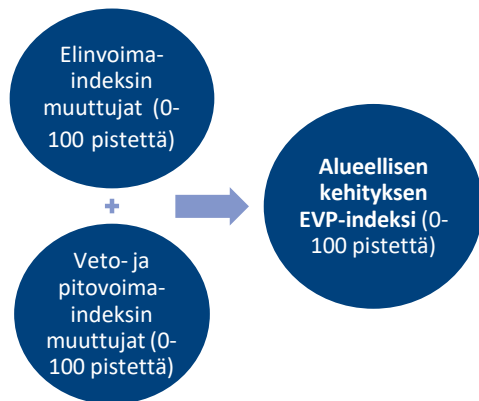 Elinvoima-
indeksin
muuttujat (0-
100 pistettä)
+
Veto- ja
pitovoima-
indeksin
muuttujat (0-
100 pistettä)
Alueellisen
kehityksen
EVP-indeksi (0-
100 pistettä)